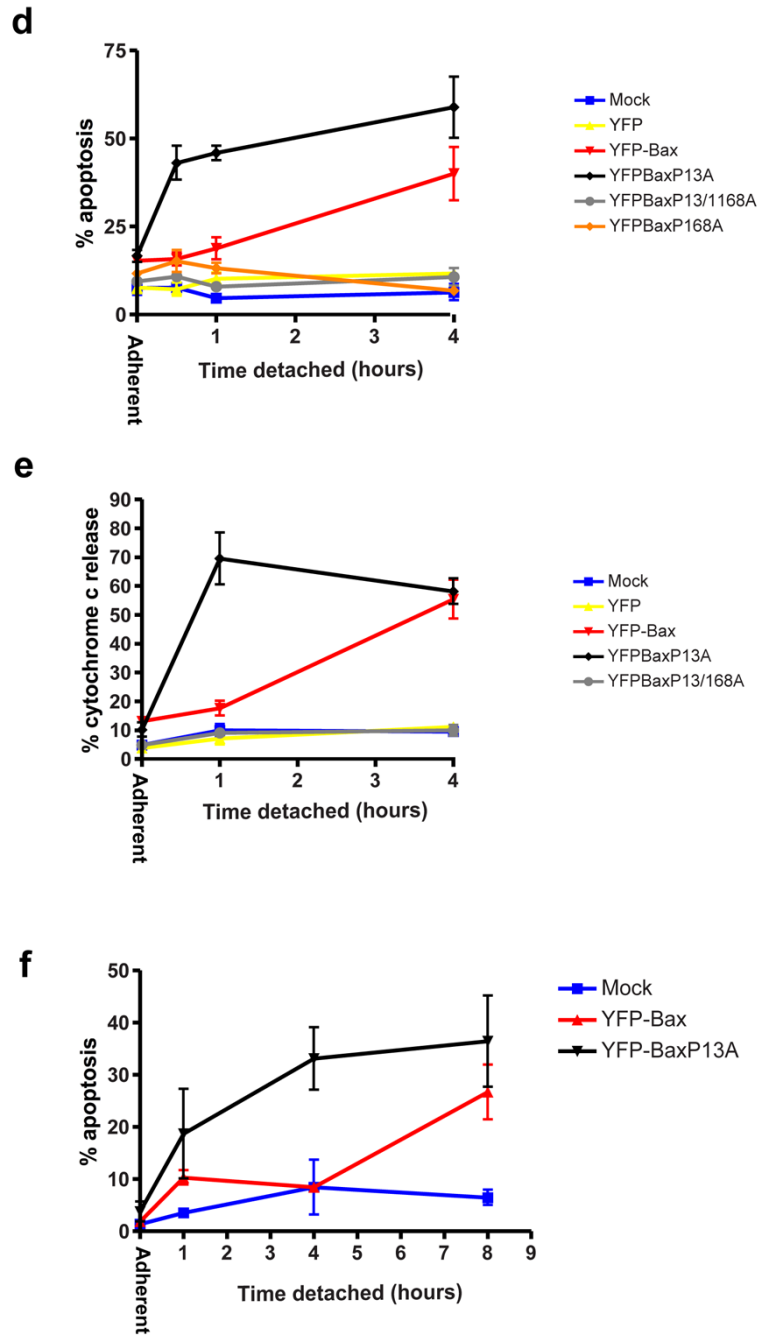 d
75
50
25
0
% apoptosis
Adherent
1
2
3
4
Time detached (hours)
Mock
YFP
YFP-Bax
YFPBaxP13A
YFPBaxP13/1168A
YFPBaxP168A
e
90
80
70
60
50
40
30
20
10
0
% cytochrome c release
Adherent
1
2
3
4
Time detached (hours)
Mock
YFP
YFP-Bax
YFPBaxP13A
YFPBaxP13/168A
f
50
40
30
20
10
0
% apoptosis
Adherent
1
2
3
4
5
6
7
8
9
Time detached (hours)
Mock
YFP-Bax
YFP-BaxP13A